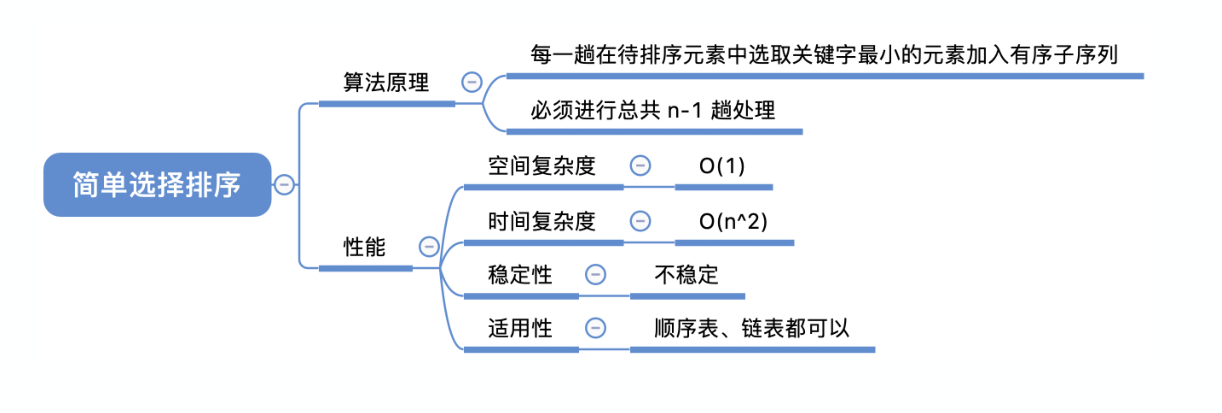 简单选择排序
算法原理
每一趟在待排序元素中选取关键字最小的元素加入有序子序列
必须进行总共 n-1 趟处理
性能
空间复杂度
O(1)
时间复杂度
O(n^2)
稳定性
不稳定
适用性
顺序表、链表都可以